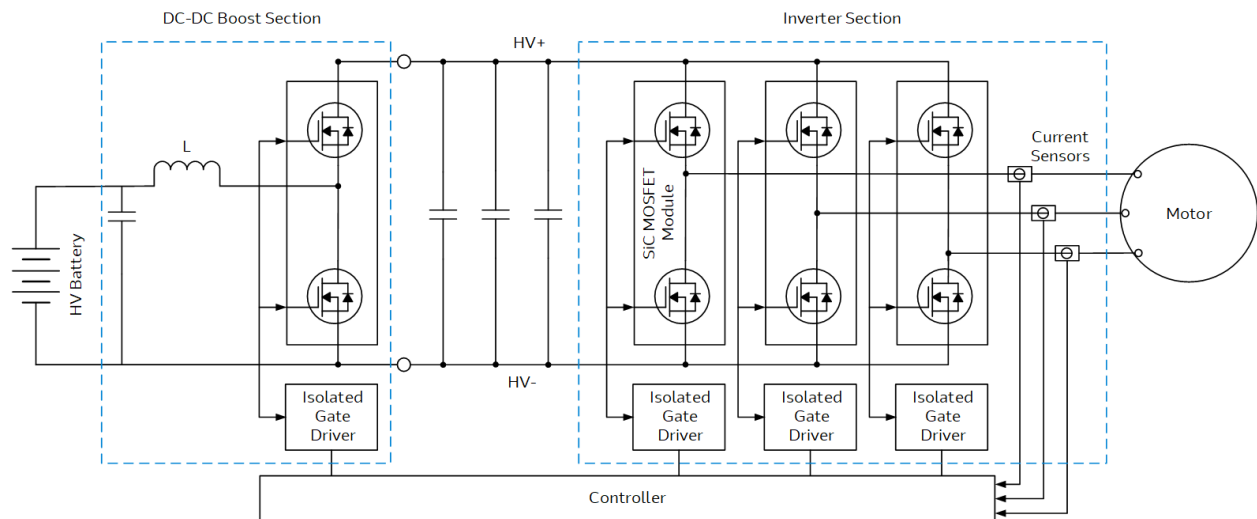 DC-DC Boost Section
Inverter Section
HV+
L
HV Battery
SiC MOSFET
Module
Current
Sensors
Motor
HV-
Isolated
Gate
Driver
Isolated
Gate
Driver
Isolated
Gate
Driver
Isolated
Gate
Driver
Controller